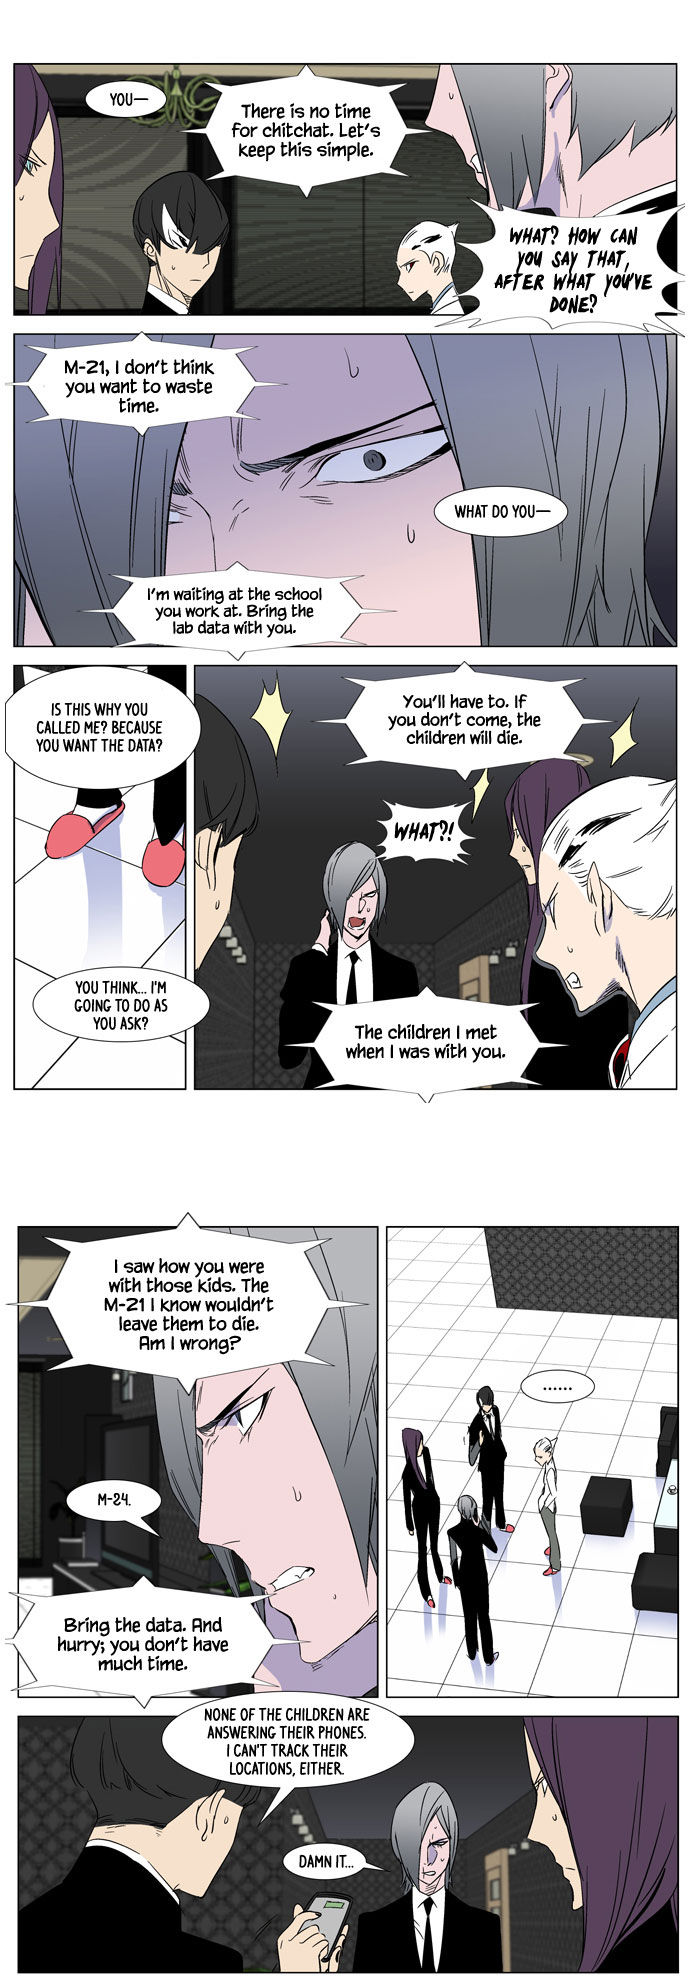 YOU—
There is no time
for chitchat. Let's
keep this simple.
WHAT? HOW CAN
YOU SAY THAT,
AFTER WHAT YOU'VE
DONE?
M-21, I don't think
you want to waste
time.
WHAT DO YOU—
I'm waiting at the school
you work at. Bring the
lab data with you.
IS THIS WHY YOU
CALLED ME? BECAUSE
YOU WANT THE DATA?
YOU THINK... I'M
GOING TO DO AS
YOU ASK?
You'll have to. If
you don't come, the
children will die.
WHAT?!
The children I met
when I was with you.
I saw how you were
with those kids. The
M-21 I know wouldn't
leave them to die.
Am I wrong?
M-24.
Bring the data. And
hurry; you don't have
much time.
......
NONE OF THE CHILDREN ARE
ANSWERING THEIR PHONES.
I CAN'T TRACK THEIR
LOCATIONS, EITHER.
DAMN IT...